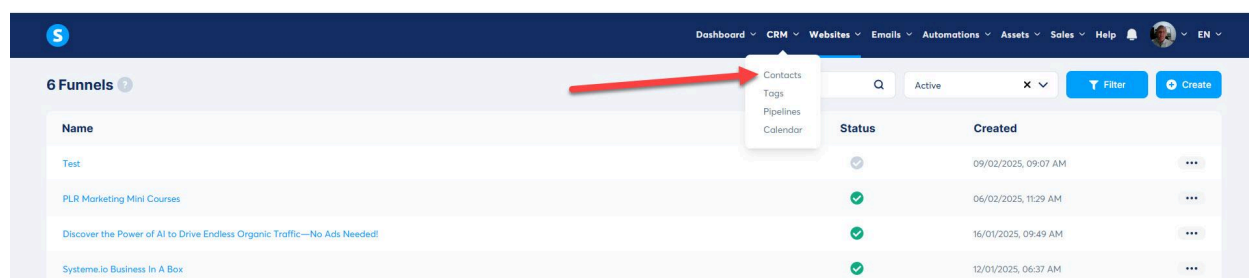 S
Dashboard CRM Websites Emails Automations Assets Sales Help EN
6 Funnels ?
Contacts
Tags
Pipelines
Calendar
Active
Filter
Create
Name Status Created
Test 09/02/2025, 09:07 AM
PLR Marketing Mini Courses 06/02/2025, 11:29 AM
Discover the Power of AI to Drive Endless Organic Traffic—No Ads Needed! 16/01/2025, 09:49 AM
Systeme.io Business In A Box 12/01/2025, 06:37 AM